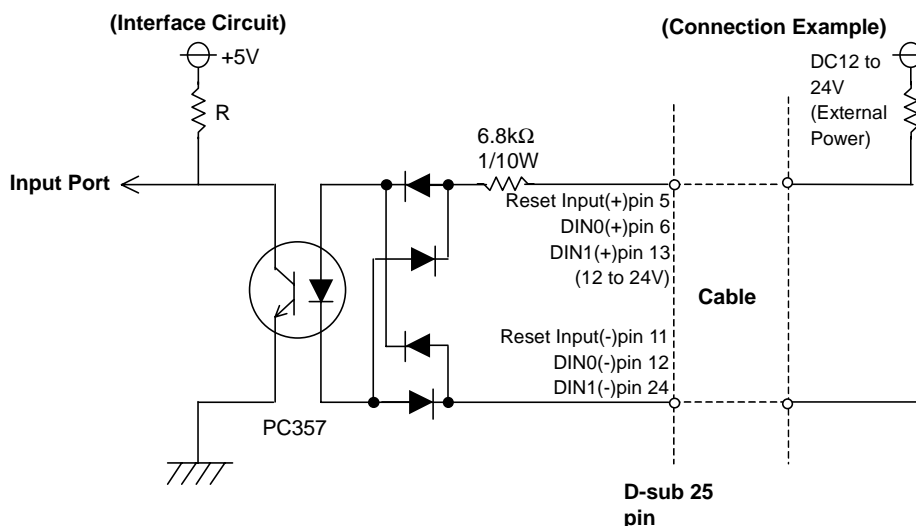 (Interface Circuit)
+5V
R
Input Port
PC357
6.8kΩ
1/10W
Reset Input(+)pin 5
DIN0(+)pin 6
DIN1(+)pin 13
(12 to 24V)
Reset Input(-)pin 11
DIN0(-)pin 12
DIN1(-)pin 24
(Connection Example)
DC12 to
24V
(External
Power)
Cable
D-sub 25
pin